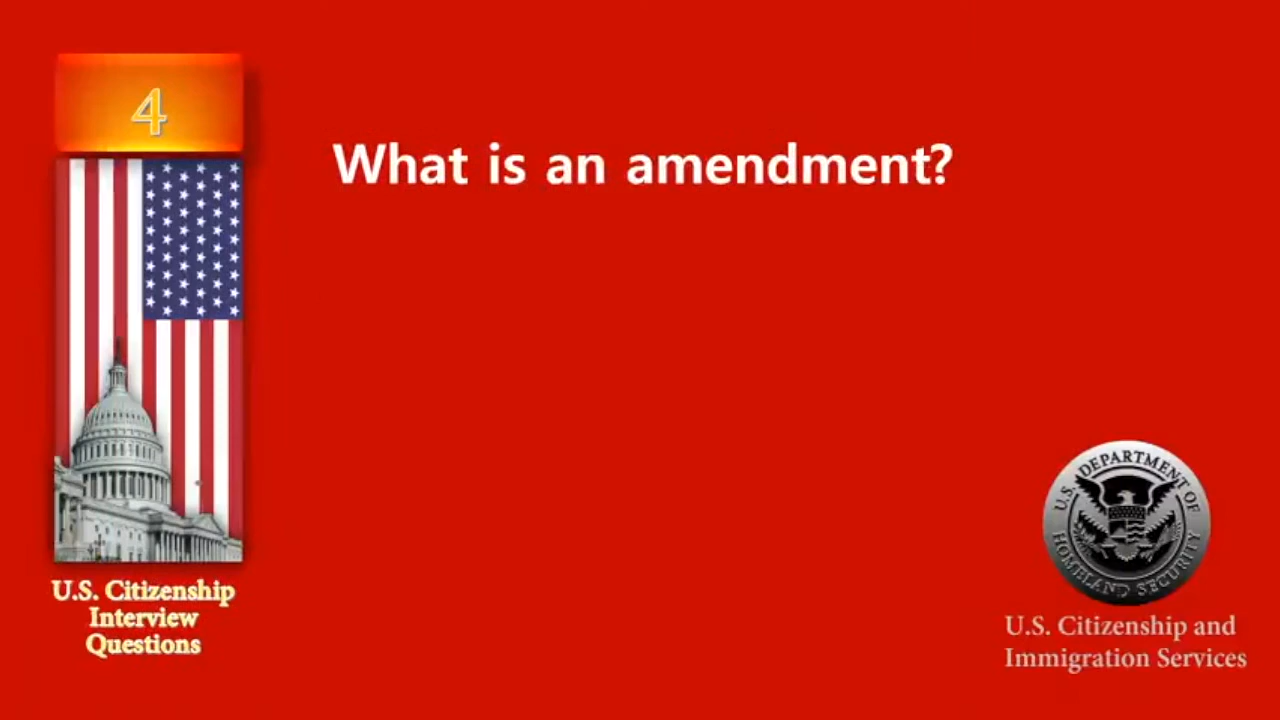 4
What is an amendment?
U.S. Citizenship
Interview
Questions
U.S. DEPARTMENT OF
HOMELAND SECURITY
U.S. Citizenship and
Immigration Services